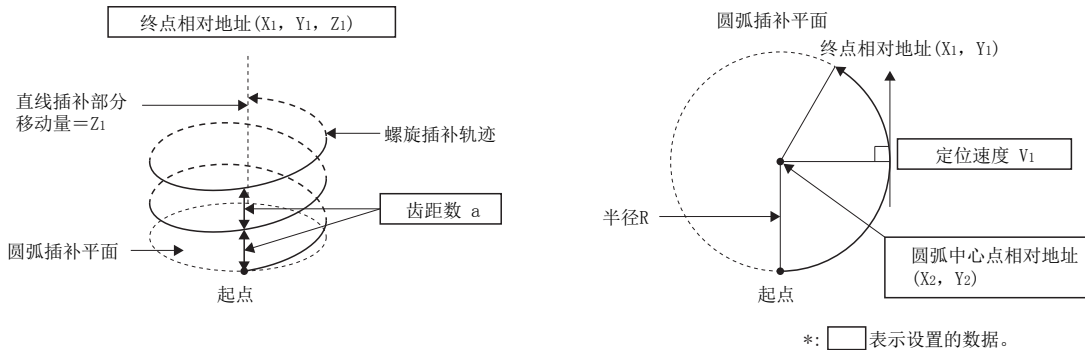 终点相对地址(X1, Y1, Z1)
直线插补部分
移动量＝Z1
螺旋插补轨迹
齿距数 a
圆弧插补平面
起点
圆弧插补平面
终点相对地址(X1, Y1)
定位速度 V1
半径R
圆弧中心点相对地址
(X2, Y2)
起点
*: 表示设置的数据。